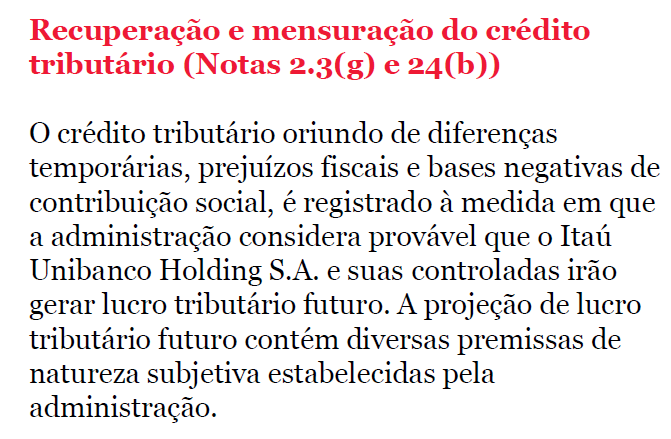 Recuperação e mensuração do crédito
tributário (Notas 2.3(g) e 24(b))
O crédito tributário oriundo de diferenças
temporárias, prejuízos fiscais e bases negativas de
contribuição social, é registrado à medida em que
a administração considera provável que o Itaú
Unibanco Holding S.A. e suas controladas irão
gerar lucro tributário futuro. A projeção de lucro
tributário futuro contém diversas premissas de
natureza subjetiva estabelecidas pela
administração.